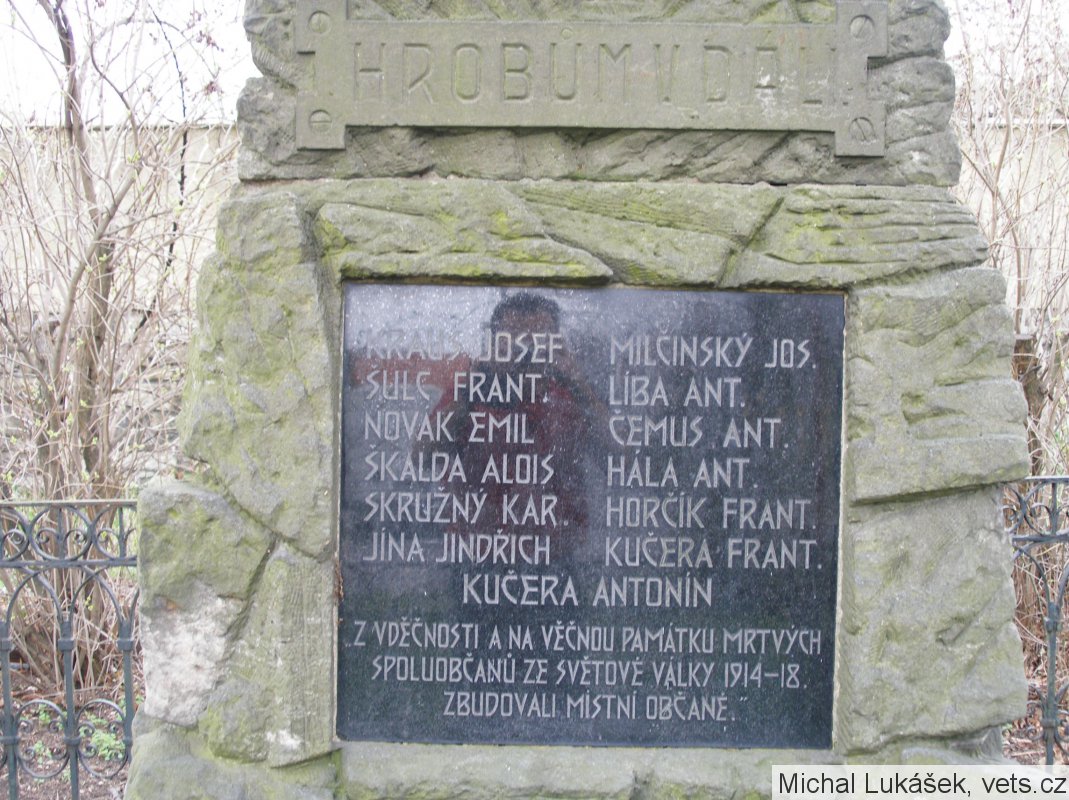 HROBŮM V DÁLI.
KRAUS JOSEF MILČINSKÝ JOS.
ŠULC FRANT. LÍBA ANT.
NOVÁK EMIL ČEMUS ANT.
ŠKALDA ALOIS HÁLA ANT.
SKRUŽNÝ KAR. HORČÍK FRANT.
JÍNA JINDŘICH KUČERA FRANT.
KUČERA ANTONÍN
„Z VDĚČNOSTI A NA VĚČNOU PAMÁTKU MRTVÝCH
SPOLUOBČANŮ ZE SVĚTOVÉ VÁLKY 1914-18.
ZBUDOVALI MÍSTNÍ OBČANÉ.“
Michal Lukášek, vets.cz